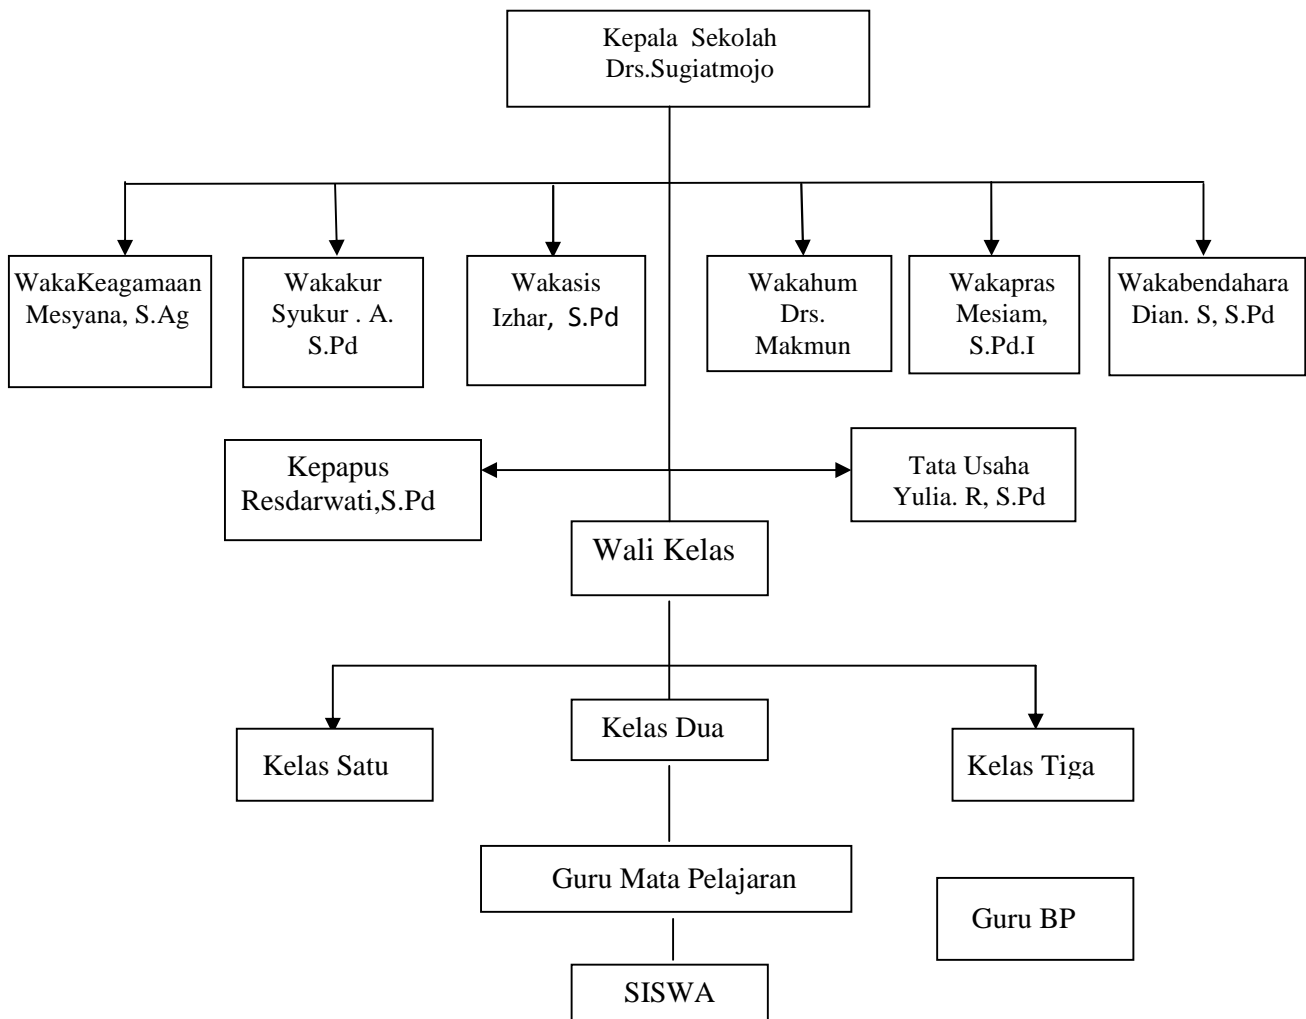 Kepala Sekolah
Drs.Sugiatmojo
WakaKeagamaan
Mesyana, S.Ag
Wakakur
Syukur . A.
S.Pd
Wakasis
Izhar, S.Pd
Wakahum
Drs.
Makmun
Wakapras
Mesiam,
S.Pd.I
Wakabendahara
Dian. S, S.Pd
Kepapus
Resdarwati,S.Pd
Tata Usaha
Yulia. R, S.Pd
Wali Kelas
Kelas Satu
Kelas Dua
Kelas Tiga
Guru Mata Pelajaran
Guru BP
SISWA